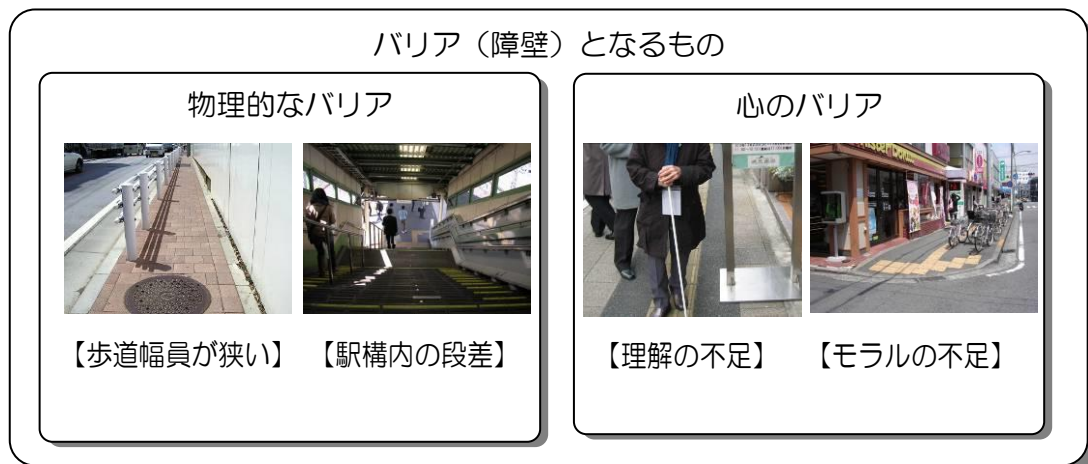 バリア（障壁）となるもの
物理的なバリア
【歩道幅員が狭い】
【駅構内の段差】
心のバリア
【理解の不足】
【モラルの不足】